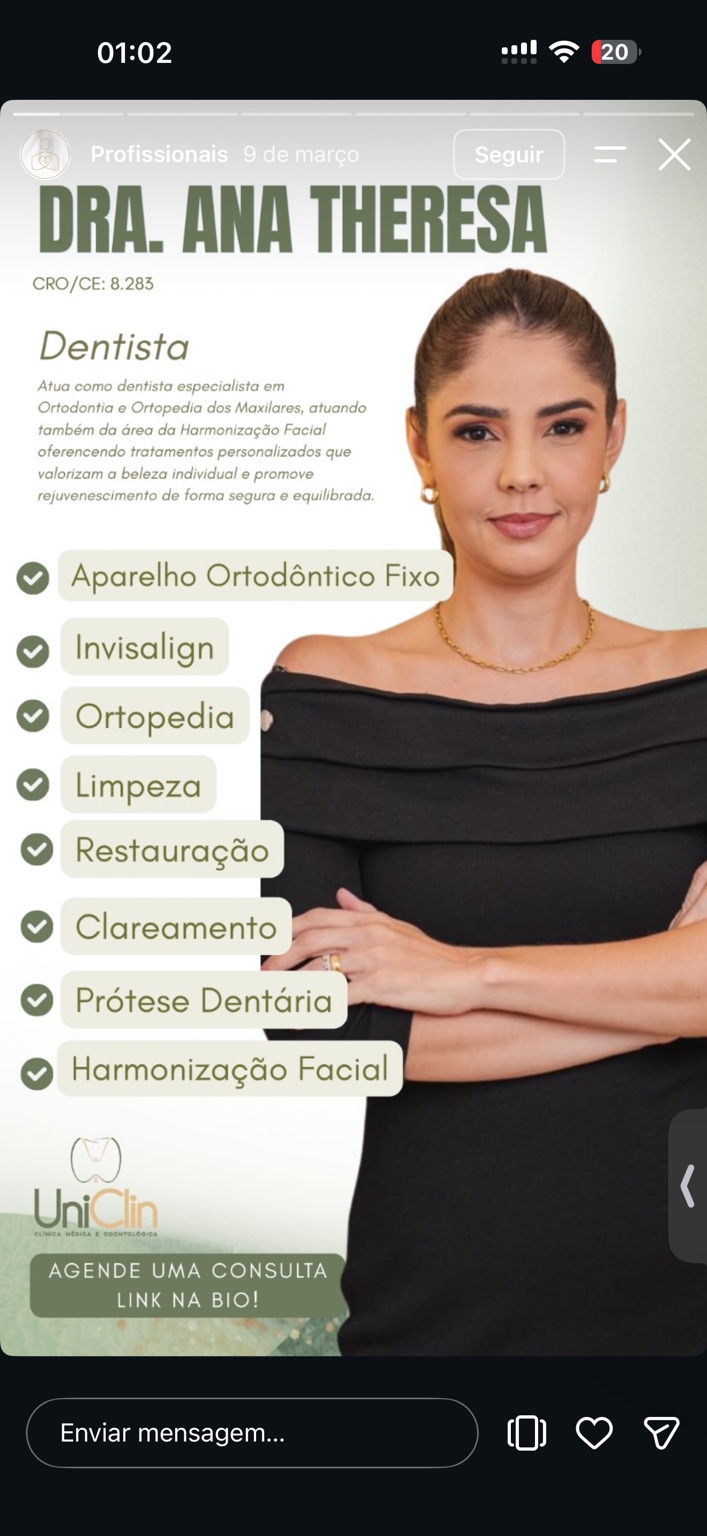 01:02
20
Profissionais 9 de março
Seguir
DRA. ANA THERESA
CRO/CE: 8.283
Dentista
Atua como dentista especialista em
Ortodontia e Ortopedia dos Maxilares, atuando
também da área da Harmonização Facial
oferencendo tratamentos personalizados que
valorizam a beleza individual e promove
rejuvenescimento de forma segura e equilibrada.
Aparelho Ortodôntico Fixo
Invisalign
Ortopedia
Limpeza
Restauração
Clareamento
Prótese Dentária
Harmonização Facial
UniClin
CLÍNICA MÉDICA E ODONTOLÓGICA
AGENDE UMA CONSULTA
LINK NA BIO!
Enviar mensagem...